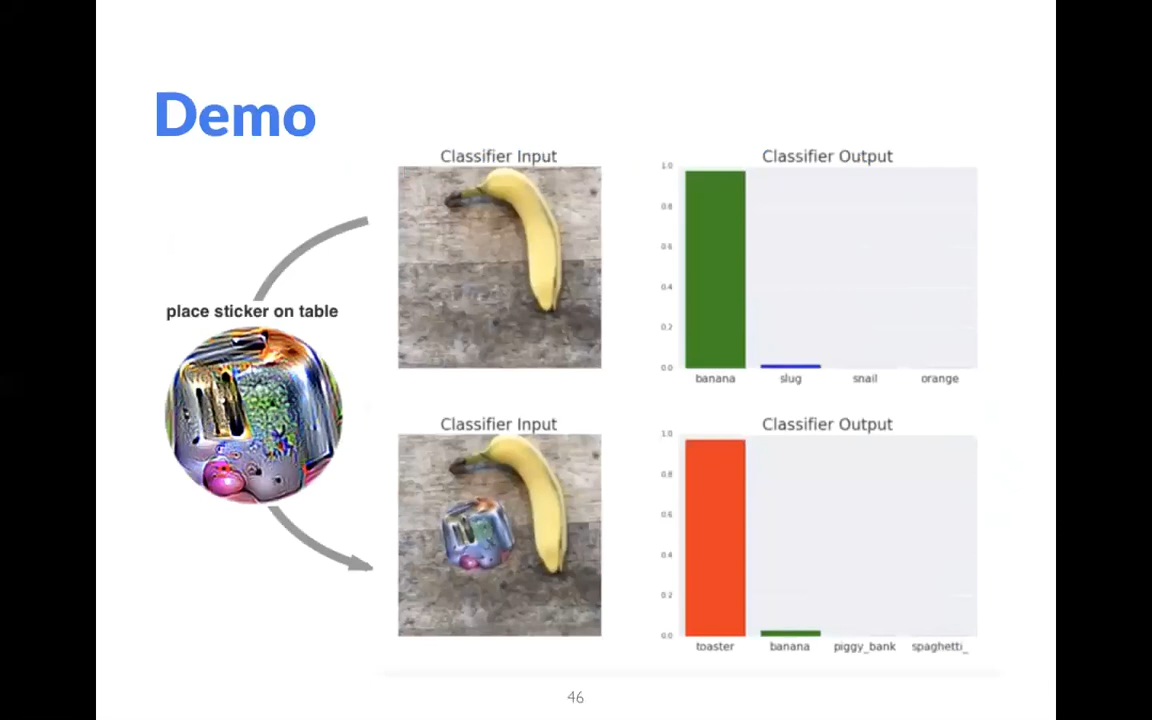 Demo
Classifier Input
Classifier Output
1.0
0.8
0.6
0.4
0.2
0.0
banana
slug
snail
orange
place sticker on table
Classifier Input
Classifier Output
1.0
0.8
0.6
0.4
0.2
0.0
toaster
banana
piggy_bank
spaghetti_
46